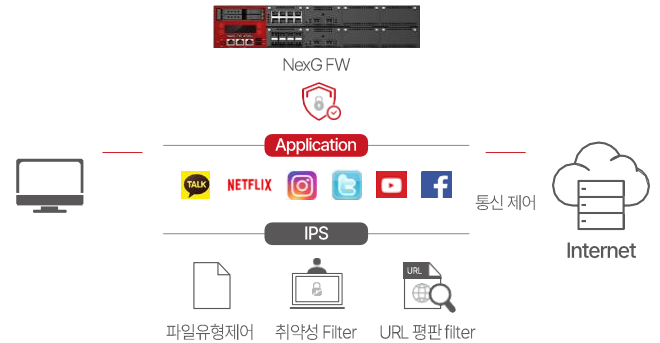 NexG FW
Application
TALK
NETFLIX
통신 제어
IPS
Internet
URL
파일유형제어
취약성 Filter
URL 평판 filter